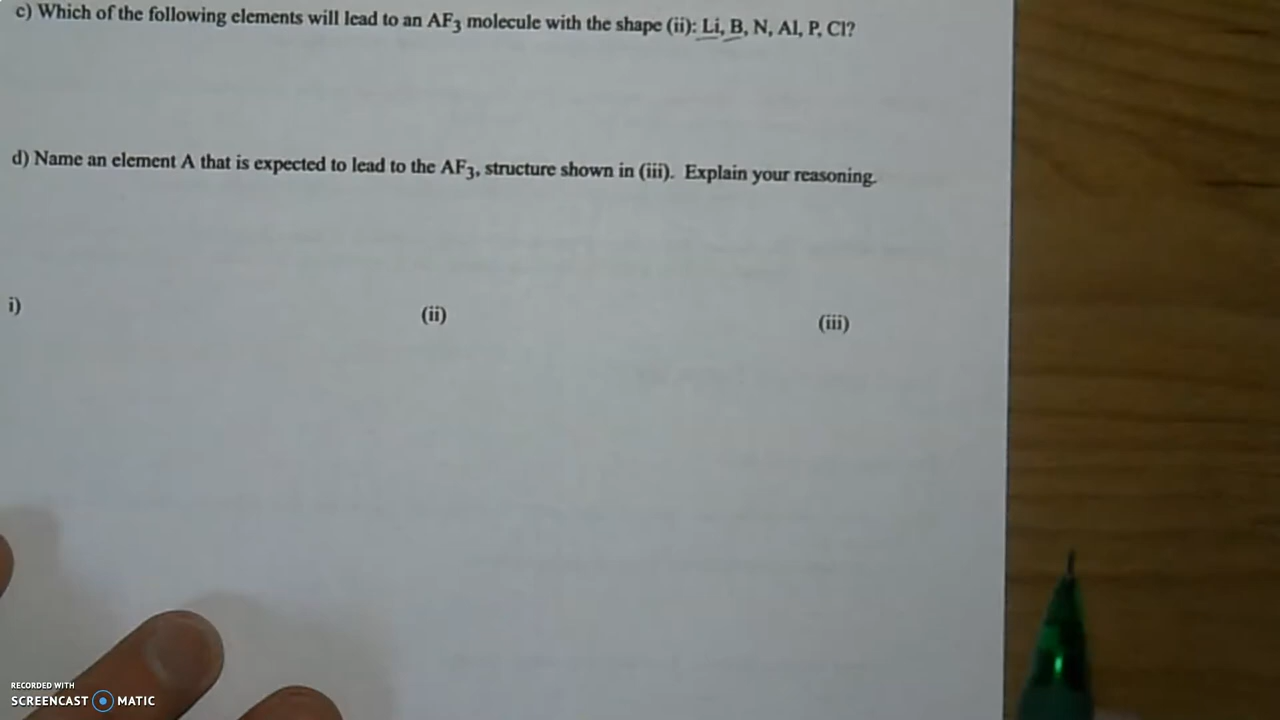 c) Which of the following elements will lead to an AF3 molecule with the shape (ii): Li, B, N, Al, P, Cl?
d) Name an element A that is expected to lead to the AF3, structure shown in (iii). Explain your reasoning.
i)
(ii)
(iii)
RECORDED WITH
SCREENCAST MATIC